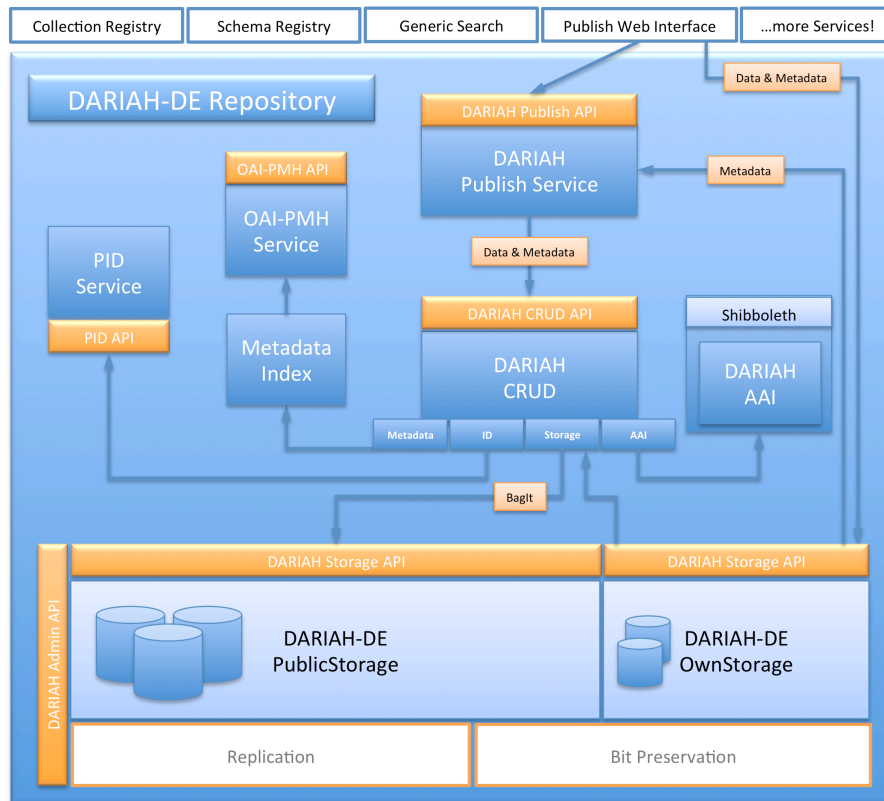 Collection Registry
Schema Registry
Generic Search
Publish Web Interface
...more Services!
Data & Metadata
DARIAH-DE Repository
DARIAH Publish API
DARIAH
Publish Service
Metadata
OAI-PMH API
OAI-PMH
Service
PID
Service
PID API
Data & Metadata
DARIAH CRUD API
DARIAH
CRUD
Metadata
Index
Shibboleth
DARIAH
AAI
Metadata
ID
Storage
AAI
BagIt
DARIAH Storage API
DARIAH Storage API
DARIAH Admin API
DARIAH-DE
PublicStorage
DARIAH-DE
OwnStorage
Replication
Bit Preservation